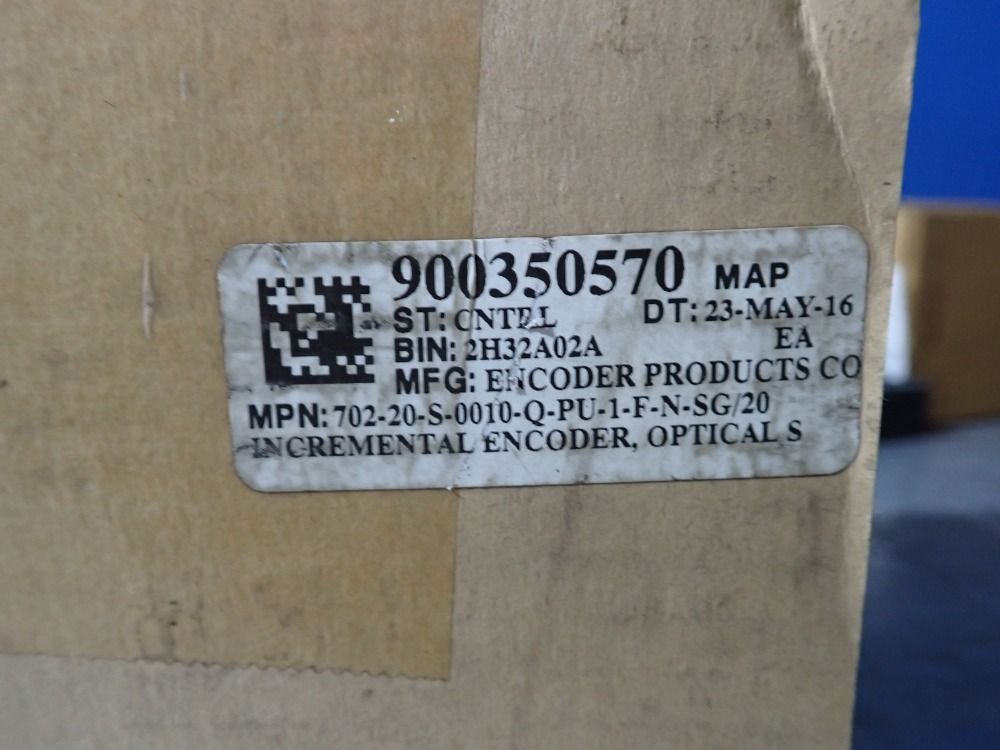 900350570 MAP
ST: CNTRL DT: 23-MAY-16
BIN: 2H32A02A EA
MFG: ENCODER PRODUCTS CO
MPN: 702-20-S-0010-Q-PU-1-F-N-SG/20
INCREMENTAL ENCODER, OPTICAL S